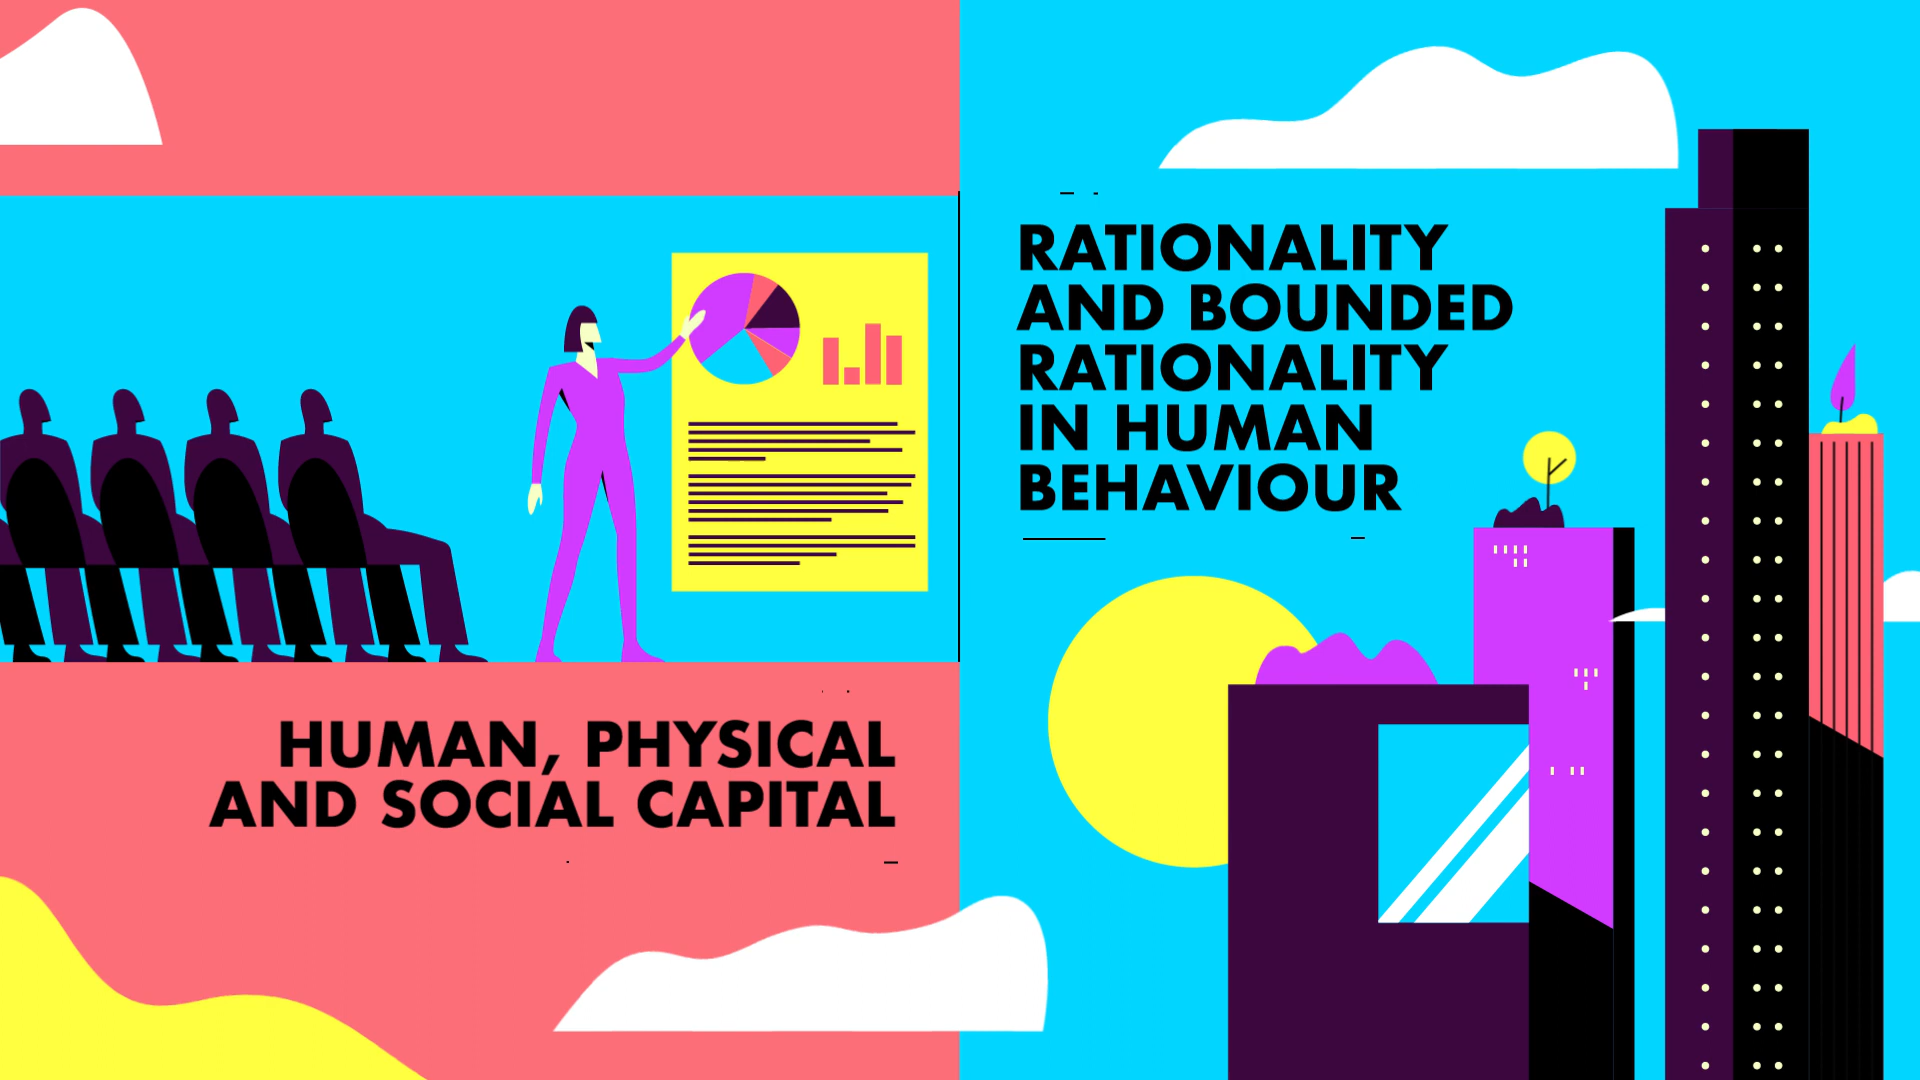 HUMAN, PHYSICAL
AND SOCIAL CAPITAL
RATIONALITY
AND BOUNDED
RATIONALITY
IN HUMAN
BEHAVIOUR